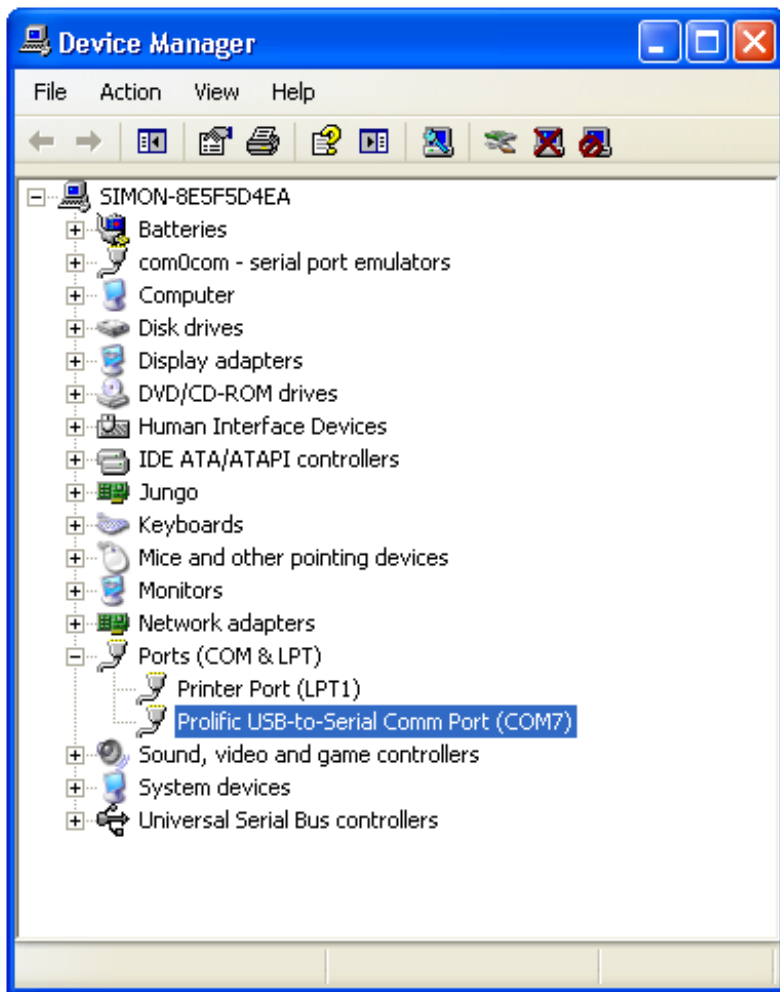 Device Manager
File Action View Help
SIMON-8E5F5D4EA
Batteries
com0com - serial port emulators
Computer
Disk drives
Display adapters
DVD/CD-ROM drives
Human Interface Devices
IDE ATA/ATAPI controllers
Jungo
Keyboards
Mice and other pointing devices
Monitors
Network adapters
Ports (COM & LPT)
Printer Port (LPT1)
Prolific USB-to-Serial Comm Port (COM7)
Sound, video and game controllers
System devices
Universal Serial Bus controllers